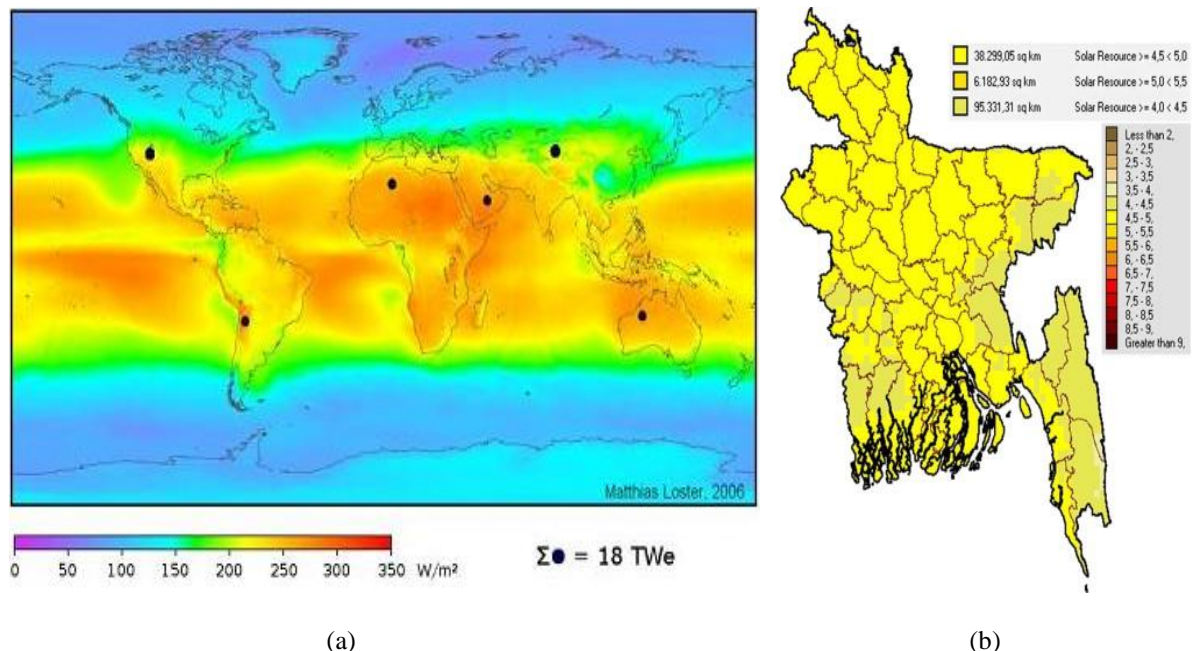 Matthias Loster, 2006
0 50 100 150 200 250 300 350 W/m²
Σ● = 18 TWe
(a)
38.299,05 sq km Solar Resource >= 4,5 < 5,0
6.182,93 sq km Solar Resource >= 5,0 < 5,5
95.331,31 sq km Solar Resource >= 4,0 < 4,5
Less than 2,
2, - 2,5
2,5 - 3,
3, - 3,5
3,5 - 4,
4, - 4,5
4,5 - 5,
5, - 5,5
5,5 - 6,
6, - 6,5
6,5 - 7,
7, - 7,5
7,5 - 8,
8, - 8,5
8,5 - 9,
Greater than 9,
(b)